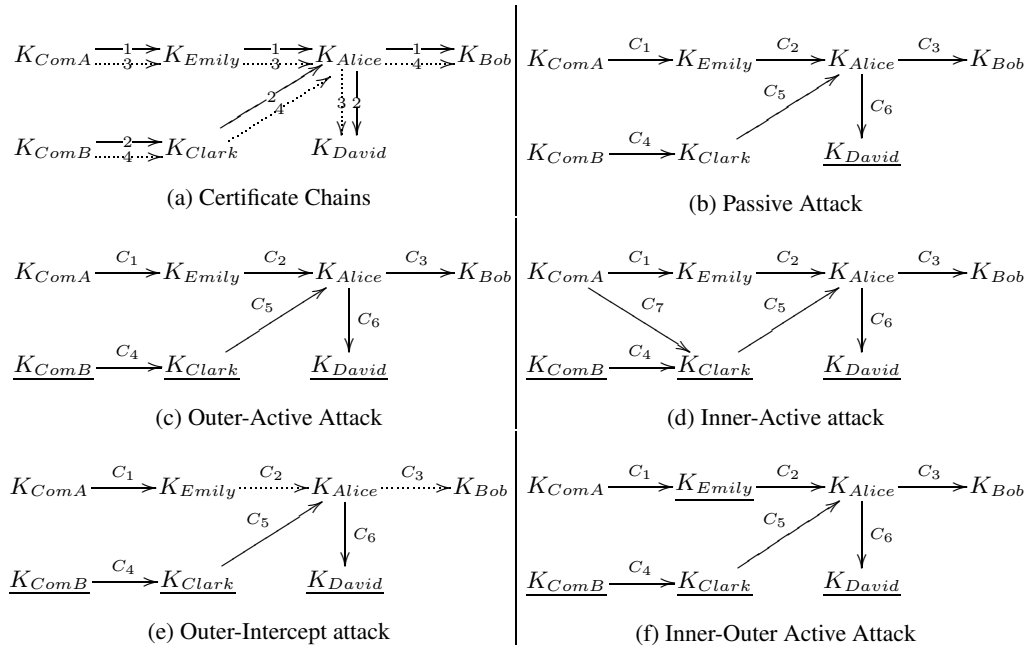 K_ComA 1 K_Emily 1 K_Alice 1 K_Bob
3 3 4
2 4 3 2
K_ComB 2 K_Clark K_David
4
(a) Certificate Chains
C_1 C_2 C_3
K_ComA K_Emily K_Alice K_Bob
C_5 C_6
C_4
K_ComB K_Clark K_David
(b) Passive Attack
C_1 C_2 C_3
K_ComA K_Emily K_Alice K_Bob
C_5 C_6
C_4
K_ComB K_Clark K_David
(c) Outer-Active Attack
C_1 C_2 C_3
K_ComA K_Emily K_Alice K_Bob
C_7 C_5 C_6
C_4
K_ComB K_Clark K_David
(d) Inner-Active attack
C_1 C_2 C_3
K_ComA K_Emily K_Alice K_Bob
C_5 C_6
C_4
K_ComB K_Clark K_David
(e) Outer-Intercept attack
C_1 C_2 C_3
K_ComA K_Emily K_Alice K_Bob
C_5 C_6
C_4
K_ComB K_Clark K_David
(f) Inner-Outer Active Attack